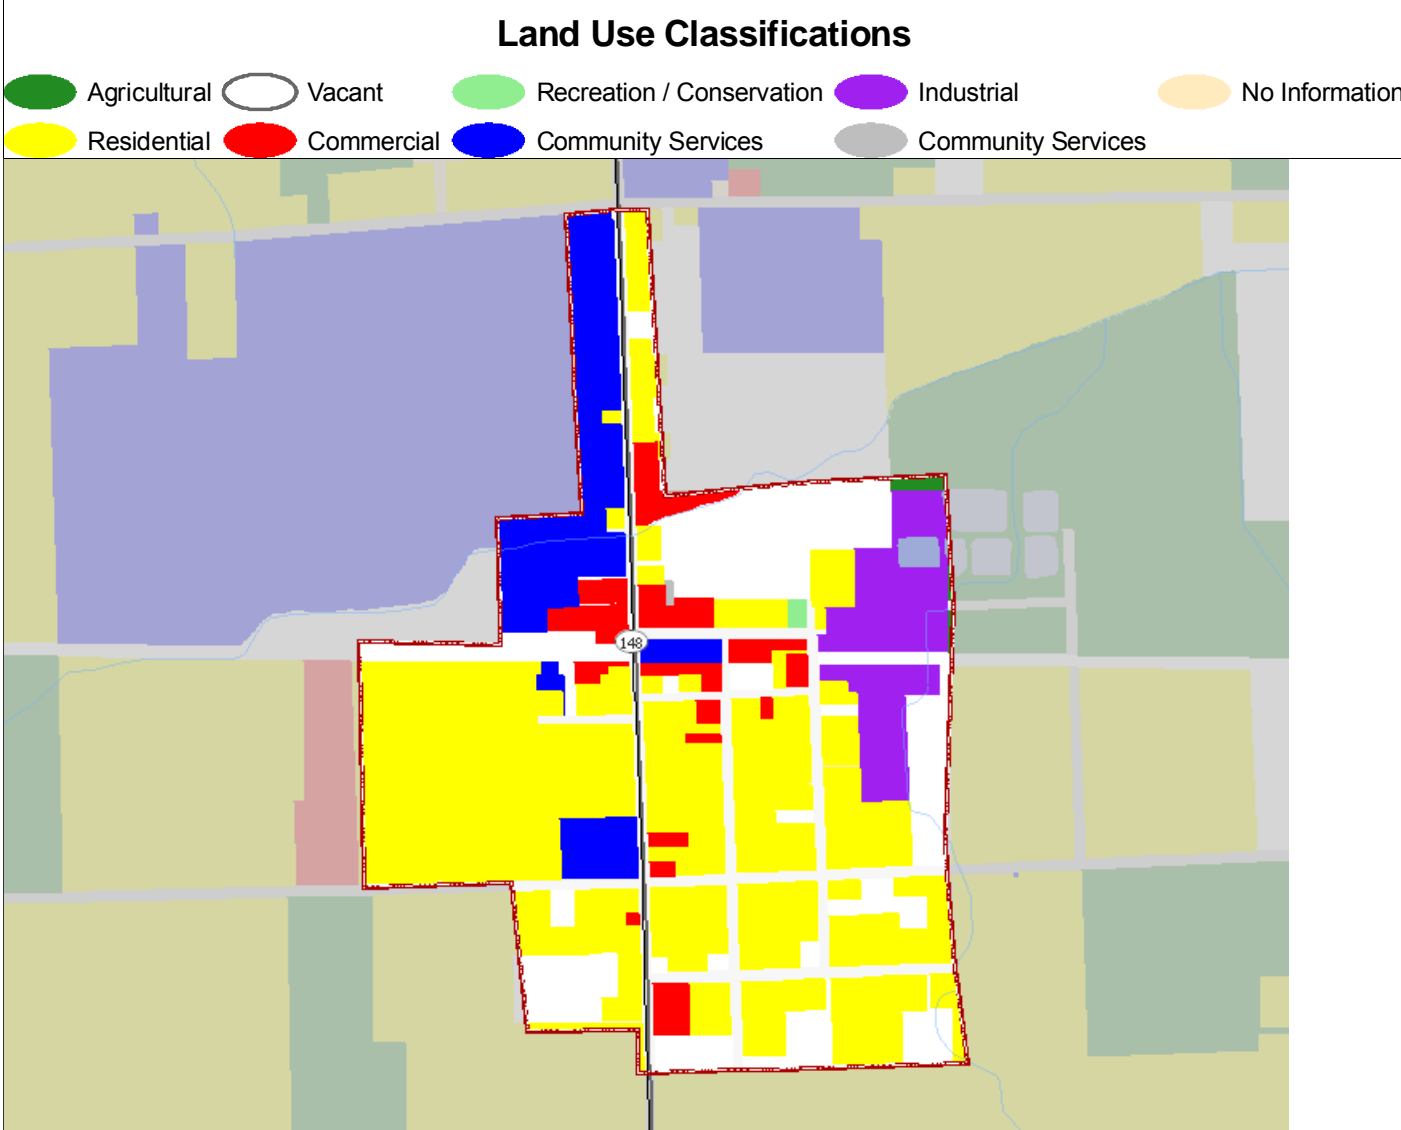 Land Use Classifications
Agricultural Vacant Recreation / Conservation Industrial No Information
Residential Commercial Community Services Community Services
148